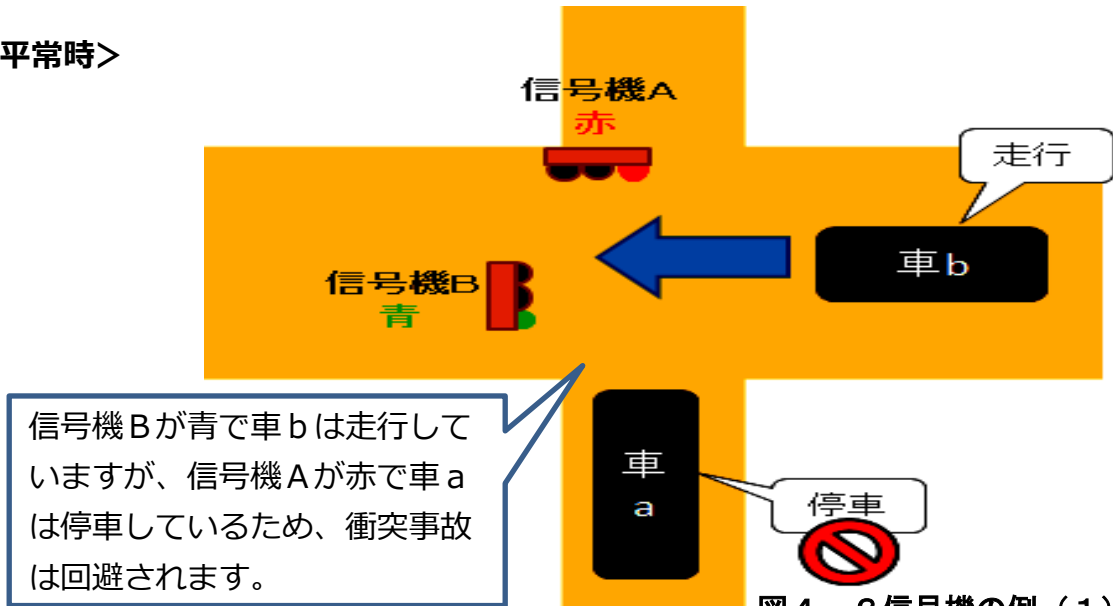 平常時＞
信号機A
赤
走行
車b
信号機B
青
信号機Ｂが青で車ｂは走行して
いますが、信号機Ａが赤で車ａ
は停車しているため、衝突事故
は回避されます。
車
a
停車